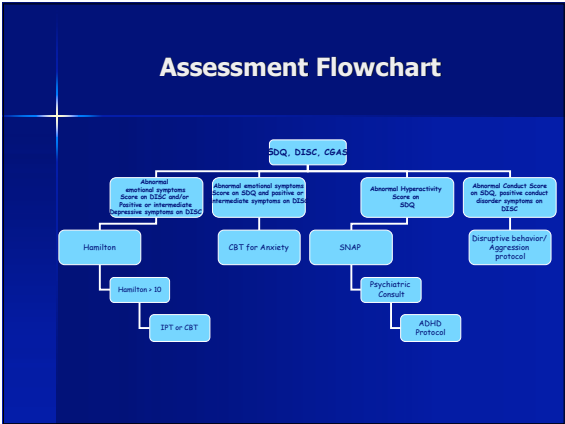 Assessment Flowchart
SDQ, DISC, CGAS
Abnormal
emotional symptoms
Score on DISC and/or
Positive or intermediate
Depressive symptoms on DISC
Abnormal emotional symptoms
Score on SDQ and positive or
intermediate symptoms on DISC
Abnormal Hyperactivity
Score on
SDQ
Abnormal Conduct Score
on SDQ, positive conduct
disorder symptoms on
DISC
Hamilton
CBT for Anxiety
SNAP
Disruptive behavior/
Aggression
protocol
Hamilton > 10
Psychiatric
Consult
IPT or CBT
ADHD
Protocol